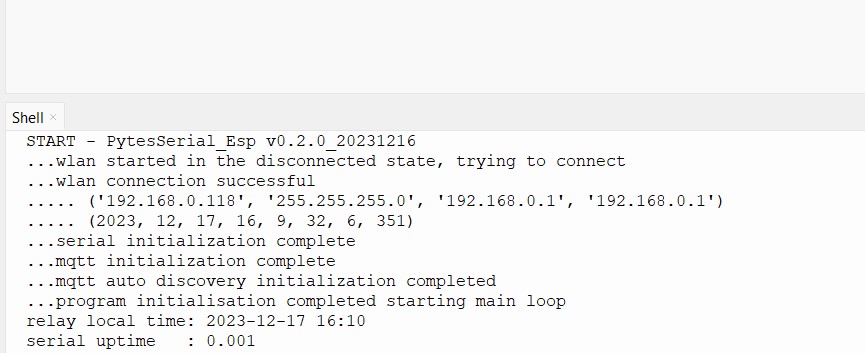 Shell ×
START - PytesSerial_Esp v0.2.0_20231216
...wlan started in the disconnected state, trying to connect
...wlan connection successful
..... ('192.168.0.118', '255.255.255.0', '192.168.0.1', '192.168.0.1')
..... (2023, 12, 17, 16, 9, 32, 6, 351)
...serial initialization complete
...mqtt initialization complete
...mqtt auto discovery initialization completed
...program initialisation completed starting main loop
relay local time: 2023-12-17 16:10
serial uptime   : 0.001